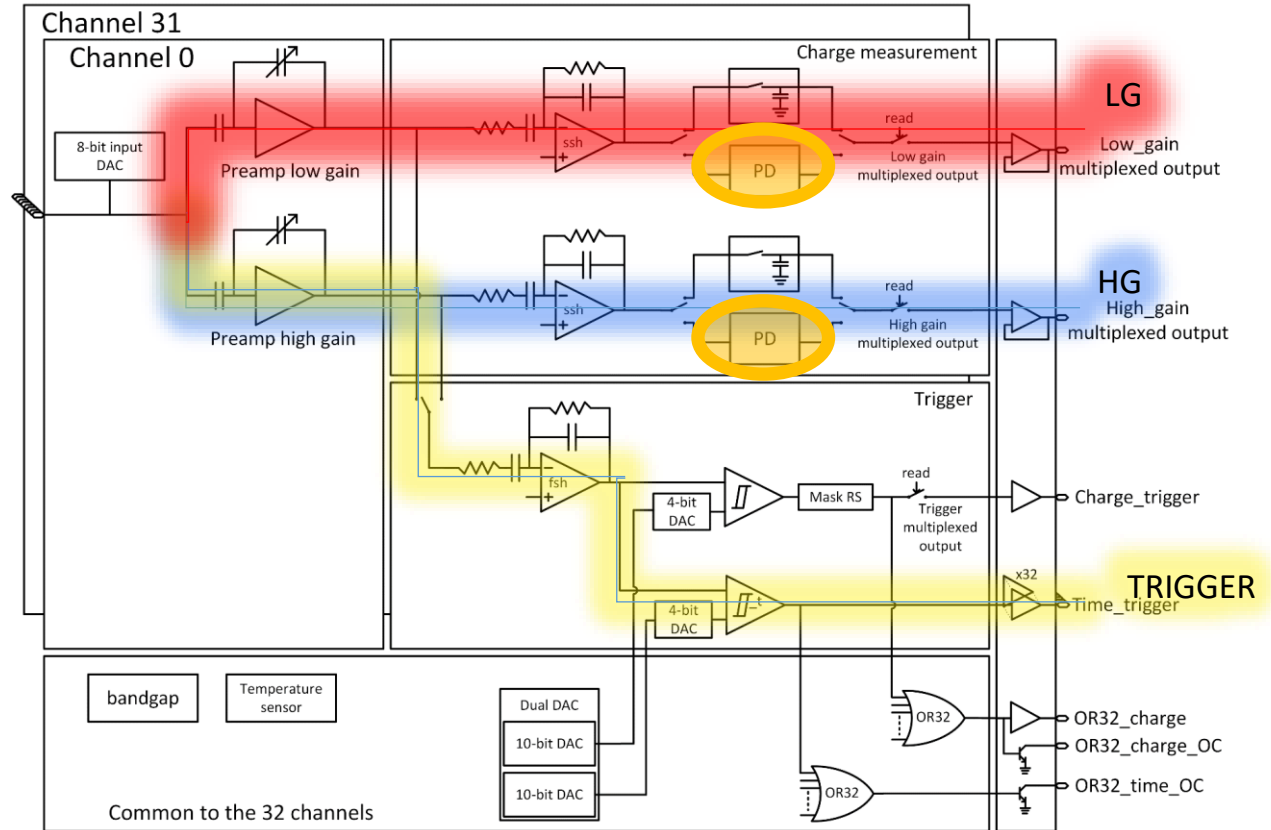 Channel 31
Channel 0
Charge measurement
LG
8-bit input
DAC
Preamp low gain
ssh
PD
read
Low gain
multiplexed output
Low_gain
multiplexed output
HG
Preamp high gain
ssh
PD
read
High gain
multiplexed output
High_gain
multiplexed output
Trigger
fsh
4-bit
DAC
Mask RS
read
Trigger
multiplexed
output
Charge_trigger
4-bit
DAC
_t
x32
TRIGGER
Time_trigger
bandgap
Temperature
sensor
Dual DAC
10-bit DAC
10-bit DAC
OR32
OR32
OR32_charge
OR32_charge_OC
OR32_time_OC
Common to the 32 channels